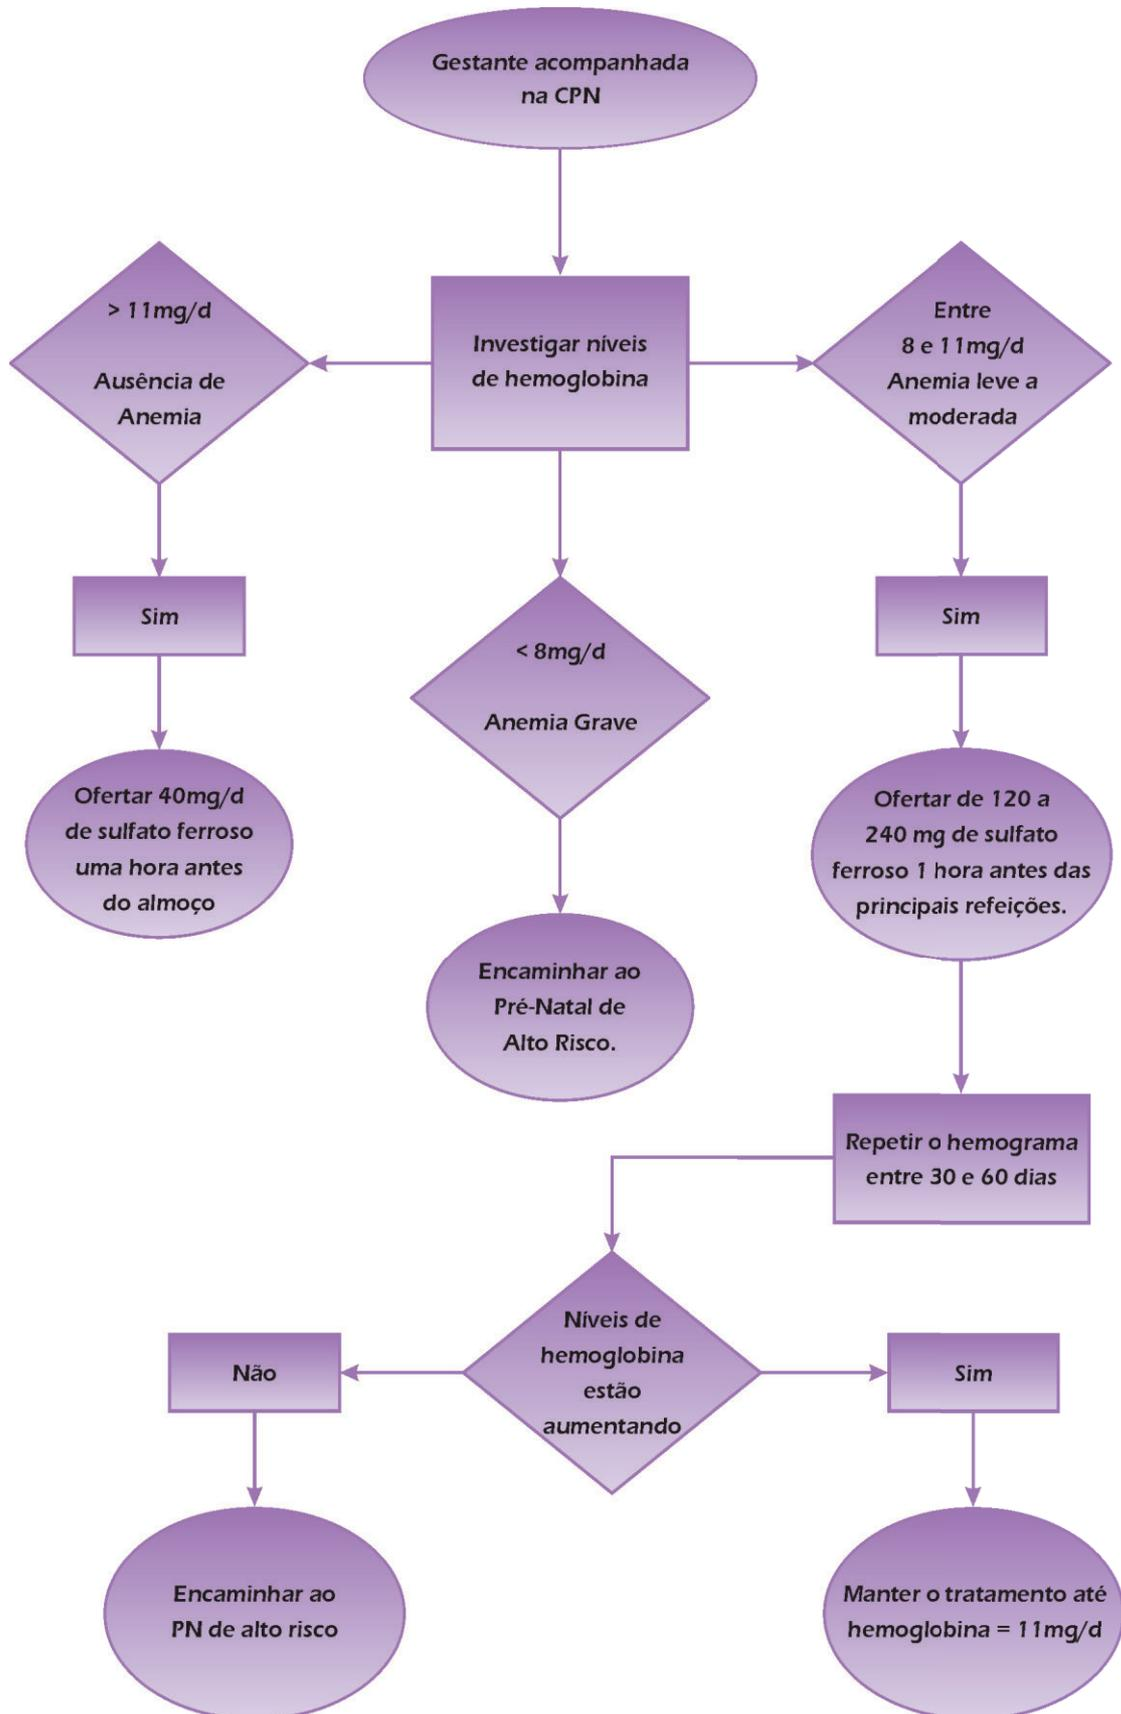 Gestante acompanhada
na CPN
> 11mg/d
Ausência de
Anemia
Investigar níveis
de hemoglobina
Entre
8 e 11mg/d
Anemia leve a
moderada
Sim
< 8mg/d
Anemia Grave
Sim
Ofertar 40mg/d
de sulfato ferroso
uma hora antes
do almoço
Ofertar de 120 a
240 mg de sulfato
ferroso 1 hora antes das
principais refeições.
Encaminhar ao
Pré-Natal de
Alto Risco.
Repetir o hemograma
entre 30 e 60 dias
Níveis de
hemoglobina
estão
aumentando
Não
Sim
Encaminhar ao
PN de alto risco
Manter o tratamento até
hemoglobina = 11mg/d